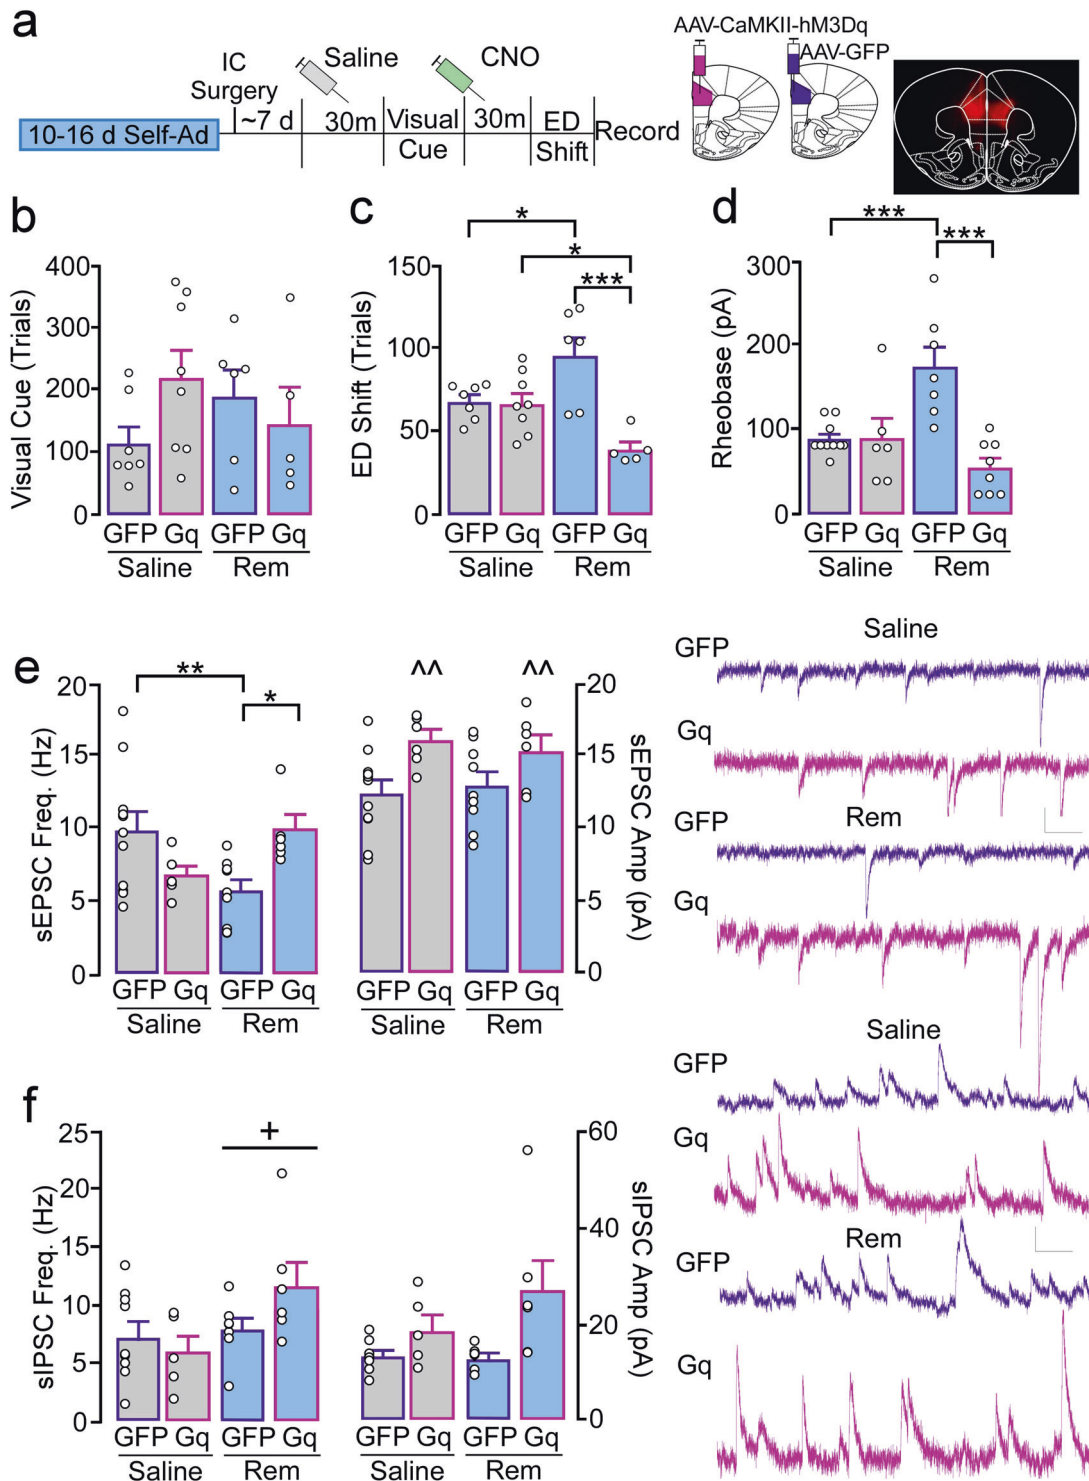 a
IC
Surgery
Saline
CNO
AAV-CaMKII-hM3Dq
AAV-GFP
10-16 d Self-Ad
~7 d
30m
Visual
Cue
30m
ED
Shift
Record
b
Visual Cue (Trials)
400
300
200
100
0
GFP Gq GFP Gq
Saline Rem
c
ED Shift (Trials)
150
100
50
0
*
*
***
GFP Gq GFP Gq
Saline Rem
d
Rheobase (pA)
300
200
100
0
***
***
GFP Gq GFP Gq
Saline Rem
e
sEPSC Freq. (Hz)
20
15
10
5
0
**
*
GFP Gq GFP Gq
Saline Rem
^^ ^^
sEPSC Amp (pA)
20
15
10
5
0
GFP Gq GFP Gq
Saline Rem
Saline
GFP
Gq
Rem
GFP
Gq
f
sIPSC Freq. (Hz)
25
20
15
10
5
0
+
GFP Gq GFP Gq
Saline Rem
sIPSC Amp (pA)
60
40
20
0
GFP Gq GFP Gq
Saline Rem
Saline
GFP
Gq
Rem
GFP
Gq